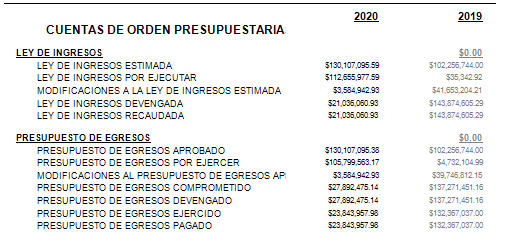 2020 2019
CUENTAS DE ORDEN PRESUPUESTARIA
LEY DE INGRESOS $0.00
LEY DE INGRESOS ESTIMADA $130,107,095.59 $102,256,744.00
LEY DE INGRESOS POR EJECUTAR $112,655,977.59 $35,342.92
MODIFICACIONES A LA LEY DE INGRESOS ESTIMADA $3,584,942.93 $41,653,204.21
LEY DE INGRESOS DEVENGADA $21,036,060.93 $143,874,605.29
LEY DE INGRESOS RECAUDADA $21,036,060.93 $143,874,605.29
PRESUPUESTO DE EGRESOS $0.00
PRESUPUESTO DE EGRESOS APROBADO $130,107,095.38 $102,256,744.00
PRESUPUESTO DE EGRESOS POR EJERCER $105,799,563.17 $4,732,104.99
MODIFICACIONES AL PRESUPUESTO DE EGRESOS AP $3,584,942.93 $39,746,812.15
PRESUPUESTO DE EGRESOS COMPROMETIDO $27,892,475.14 $137,271,451.16
PRESUPUESTO DE EGRESOS DEVENGADO $27,892,475.14 $137,271,451.16
PRESUPUESTO DE EGRESOS EJERCIDO $23,843,957.96 $132,367,037.00
PRESUPUESTO DE EGRESOS PAGADO $23,843,957.96 $132,367,037.00